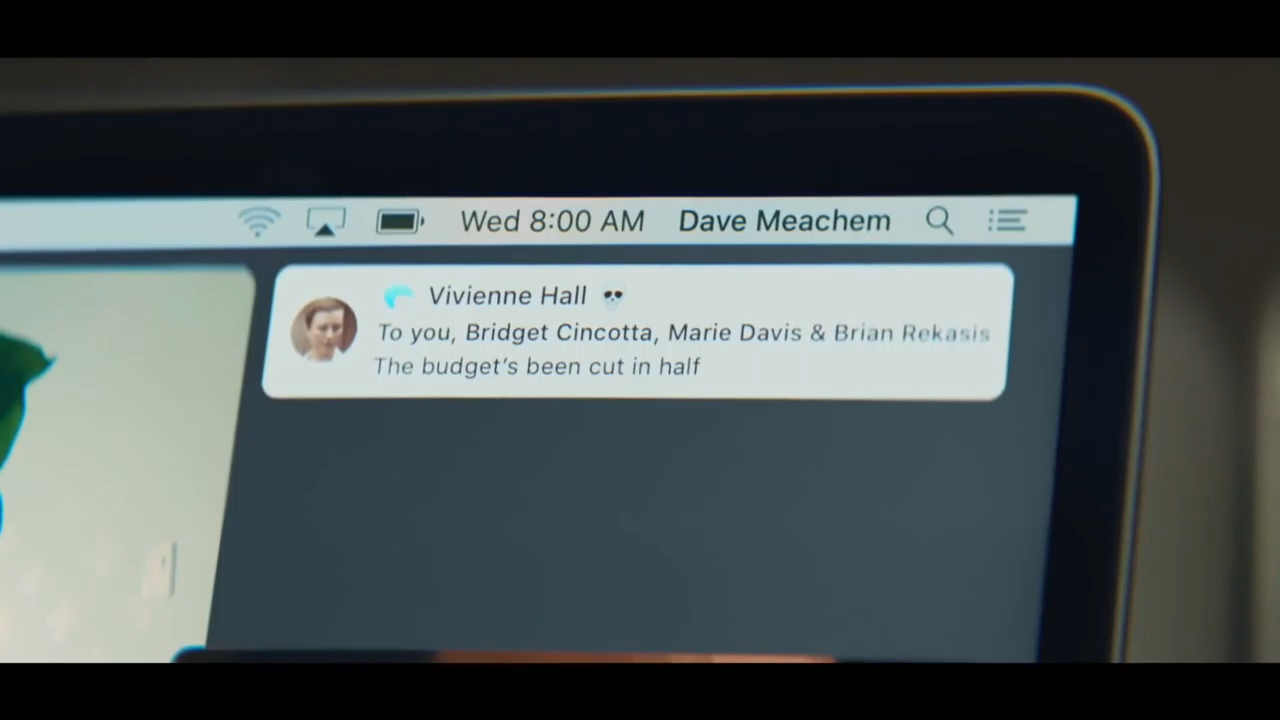 Wed 8:00 AM Dave Meachem
Vivienne Hall 💀
To you, Bridget Cincotta, Marie Davis & Brian Rekasis
The budget's been cut in half